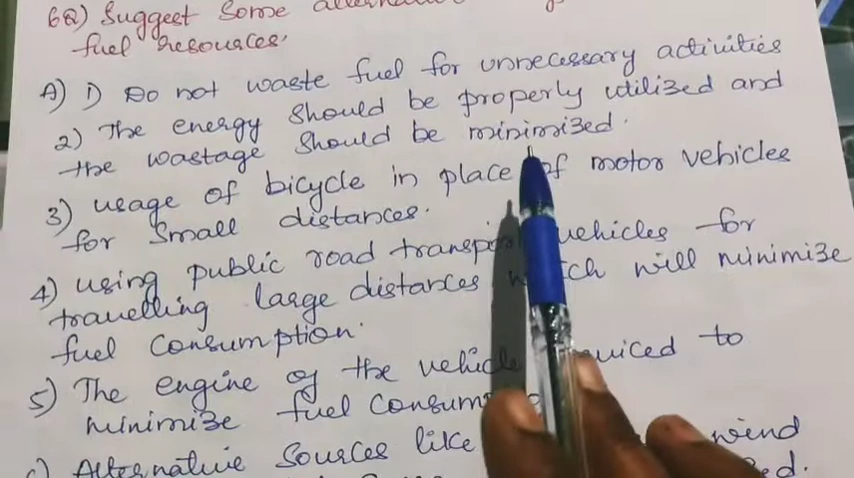 6Q) Suggest Some
fuel resources.
A) 1) Do not waste fuel for unnecessary activities
2) The energy should be properly utilized and
the wastage should be minimized.
3) usage of bicycle in place of motor vehicles
for Small distances.
4) using public road transport vehicles for
travelling large distances which will minimize
fuel consumption.
5) The engine of the vehicle required to
minimize fuel consum
Alternative Sources like wind